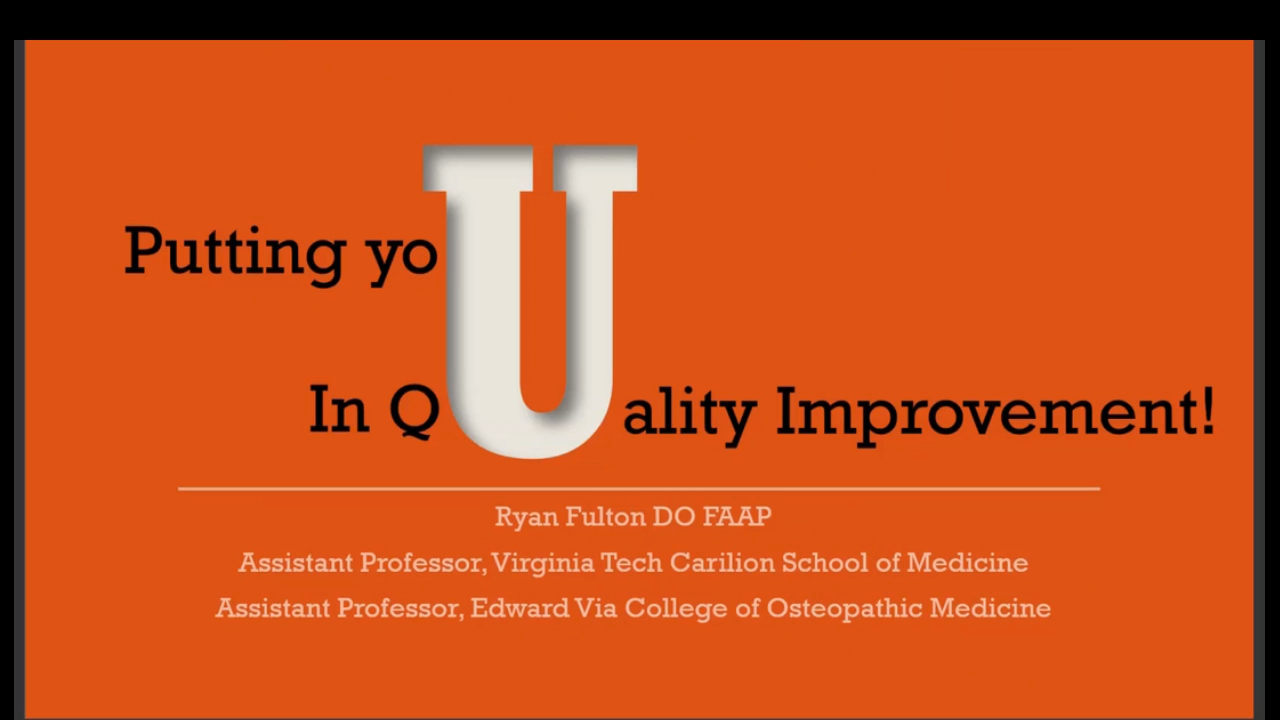 Putting yoU
In QUality Improvement!
Ryan Fulton DO FAAP
Assistant Professor, Virginia Tech Carilion School of Medicine
Assistant Professor, Edward Via College of Osteopathic Medicine